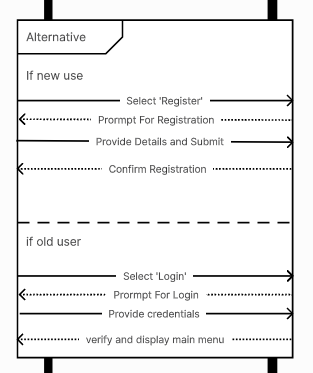 Alternative
If new use
Select 'Register'
Prormpt For Registration
Provide Details and Submit
Confirm Registration
if old user
Select 'Login'
Prormpt For Login
Provide credentials
verify and display main menu